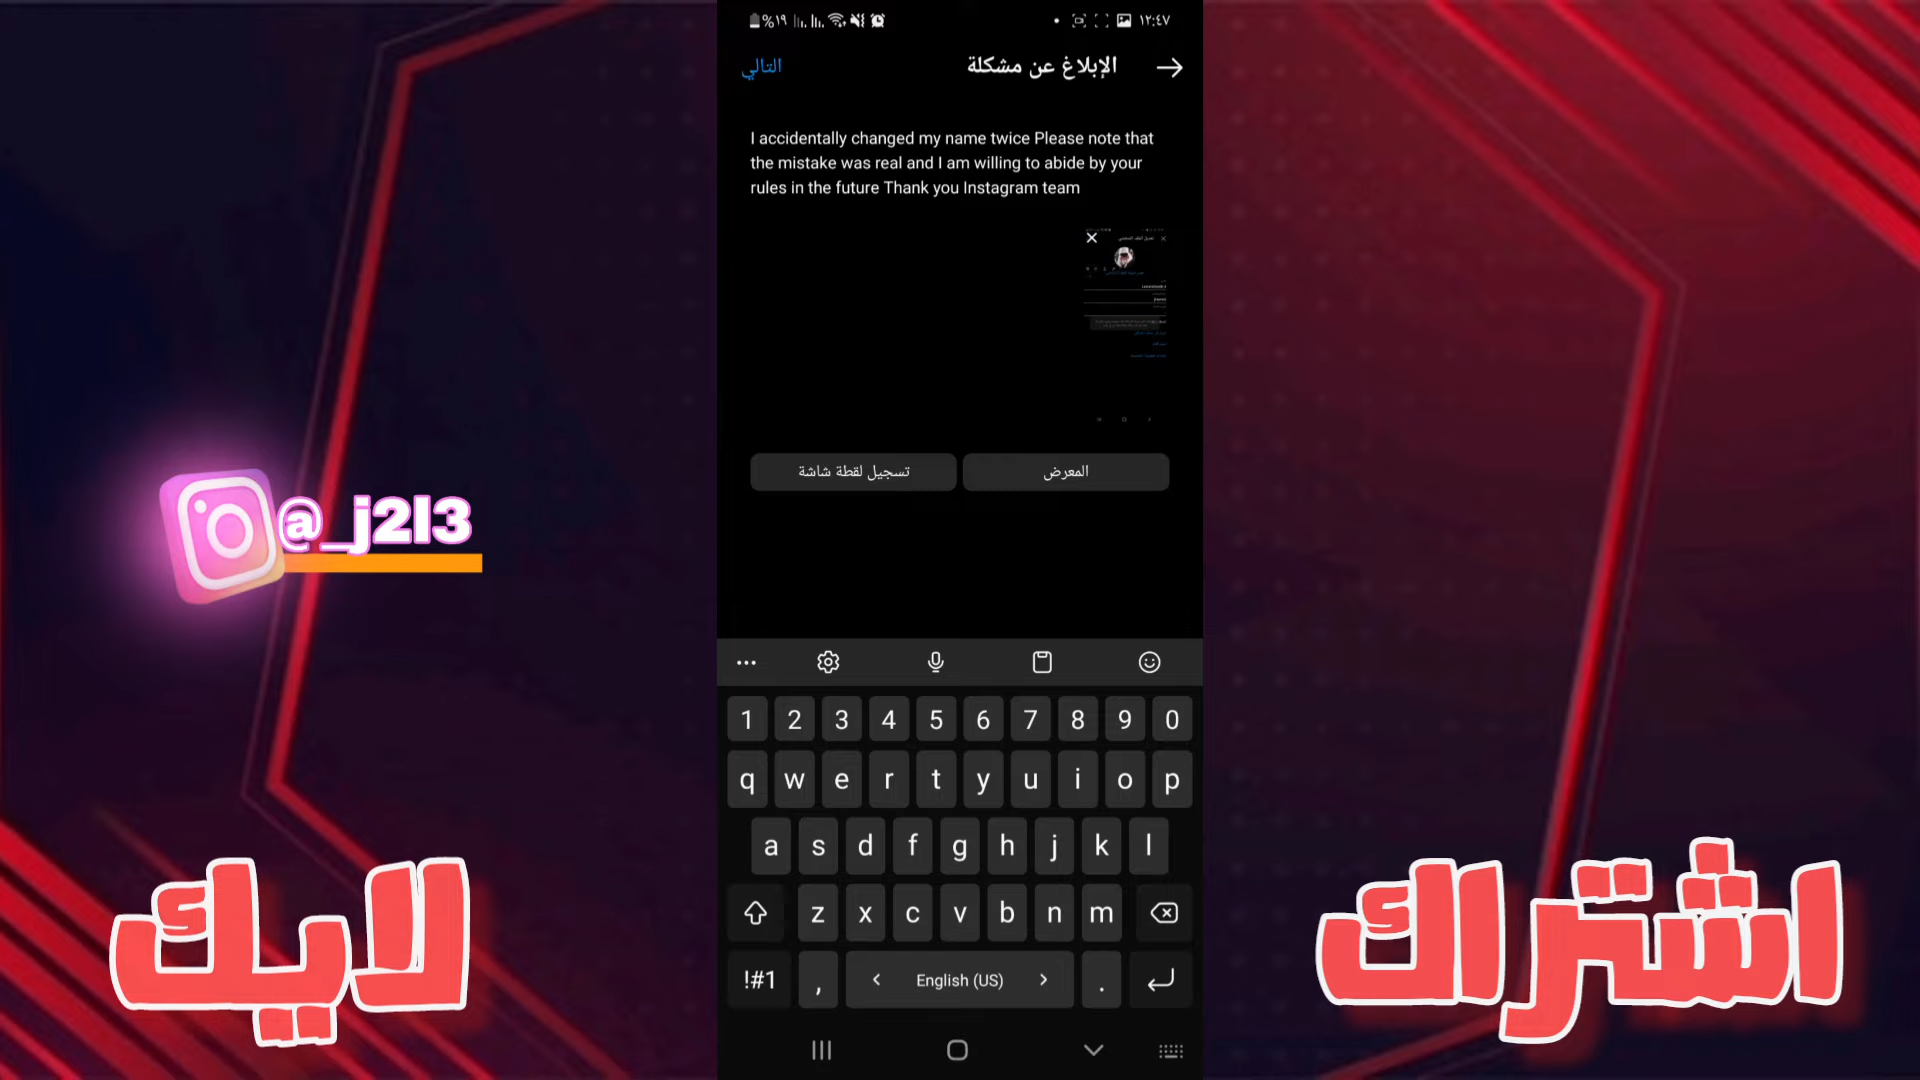 %١٩
١٢:٤٧
الإبلاغ عن مشكلة
التالي
I accidentally changed my name twice Please note that
the mistake was real and I am willing to abide by your
rules in the future Thank you Instagram team
المعرض
تسجيل لقطة شاشة
@_j2l3
1 2 3 4 5 6 7 8 9 0
q w e r t y u i o p
a s d f g h j k l
z x c v b n m
!#1 , English (US) .
لايك
اشتراك